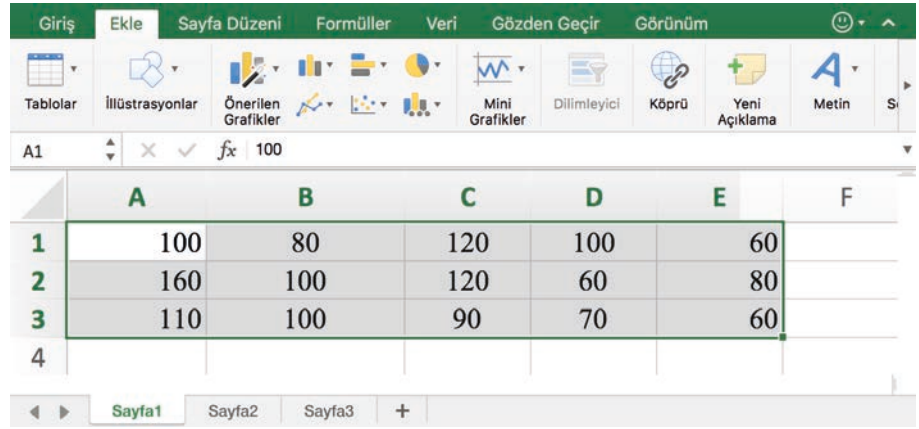 Giriş Ekle Sayfa Düzeni Formüller Veri Gözden Geçir Görünüm
Tablolar İllüstrasyonlar Önerilen Grafikler Mini Grafikler Dilimleyici Köprü Yeni Açıklama Metin
A1 fx 100
A B C D E F
1 100 80 120 100 60
2 160 100 120 60 80
3 110 100 90 70 60
4
Sayfa1 Sayfa2 Sayfa3 +